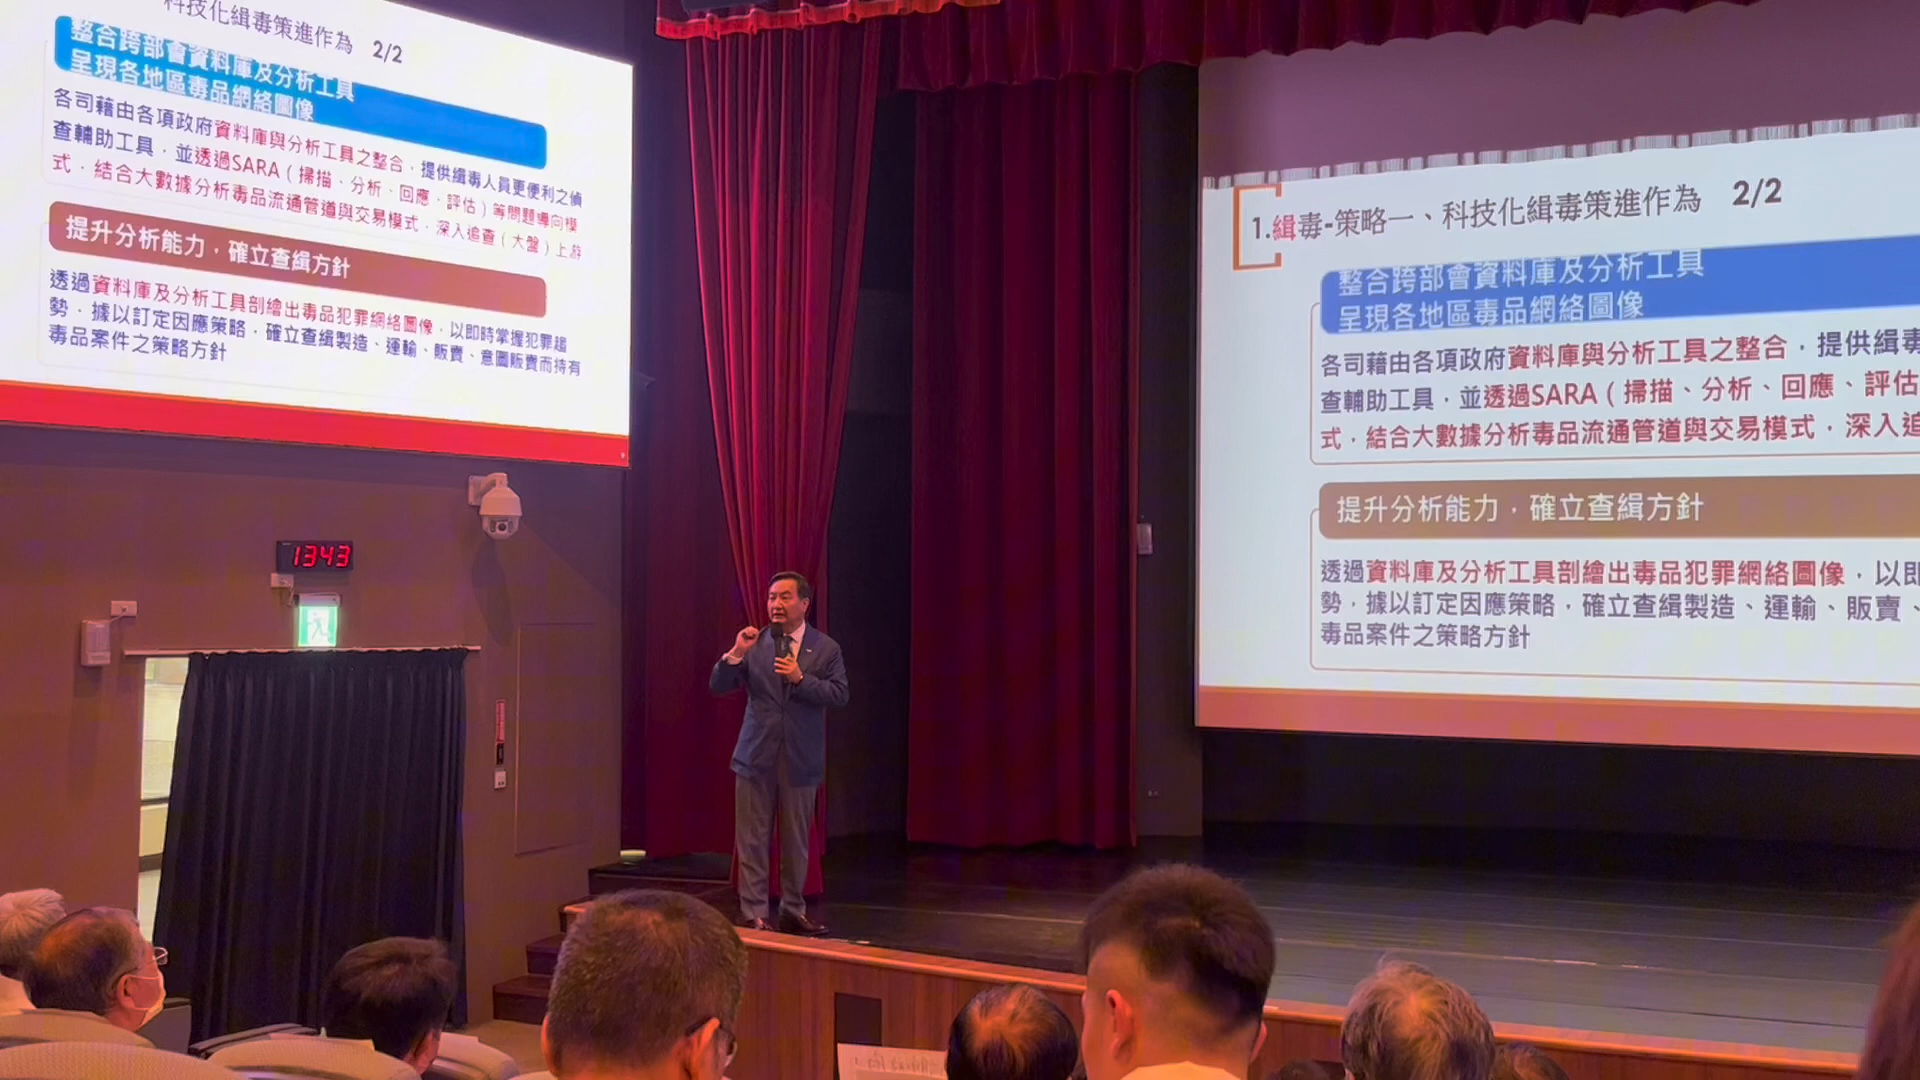 科技化緝毒策進作為 2/2
整合跨部會資料庫及分析工具
呈現各地區毒品網絡圖像
各司藉由各項政府資料庫與分析工具之整合，提供緝毒人員更便利之偵
查輔助工具，並透過SARA（掃描、分析、回應、評估）等問題導向模
式，結合大數據分析毒品流通管道與交易模式，深入追查（大盤）上游
提升分析能力，確立查緝方針
透過資料庫及分析工具剖繪出毒品犯罪網絡圖像，以即時掌握犯罪趨
勢，據以訂定因應策略，確立查緝製造、運輸、販賣、意圖販賣而持有
毒品案件之策略方針
1343
1.緝毒-策略一、科技化緝毒策進作為 2/2
整合跨部會資料庫及分析工具
呈現各地區毒品網絡圖像
各司藉由各項政府資料庫與分析工具之整合，提供緝毒
查輔助工具，並透過SARA（掃描、分析、回應、評估
式，結合大數據分析毒品流通管道與交易模式，深入追
提升分析能力，確立查緝方針
透過資料庫及分析工具剖繪出毒品犯罪網絡圖像，以即
勢，據以訂定因應策略，確立查緝製造、運輸、販賣、
毒品案件之策略方針